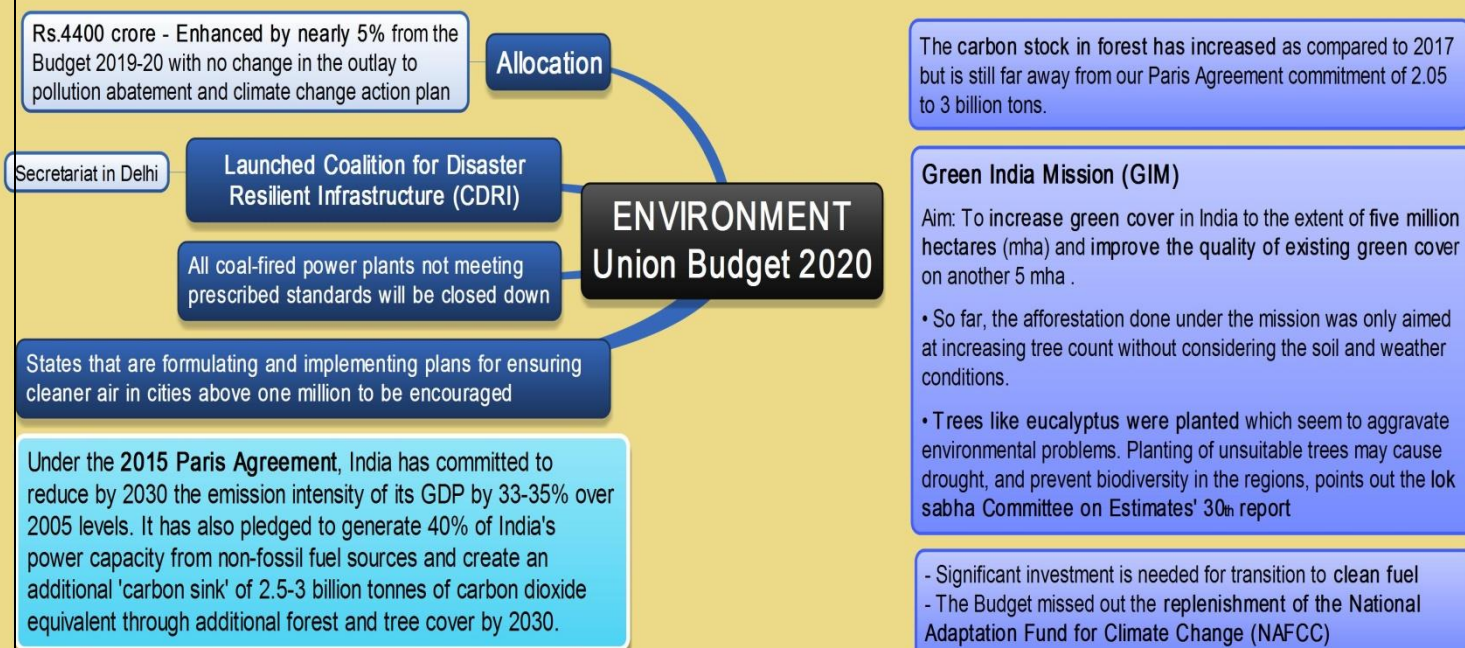 Rs.4400 crore - Enhanced by nearly 5% from the
Budget 2019-20 with no change in the outlay to
pollution abatement and climate change action plan
Allocation
Secretariat in Delhi
Launched Coalition for Disaster
Resilient Infrastructure (CDRI)
All coal-fired power plants not meeting
prescribed standards will be closed down
States that are formulating and implementing plans for ensuring
cleaner air in cities above one million to be encouraged
ENVIRONMENT
Union Budget 2020
Under the 2015 Paris Agreement, India has committed to
reduce by 2030 the emission intensity of its GDP by 33-35% over
2005 levels. It has also pledged to generate 40% of India's
power capacity from non-fossil fuel sources and create an
additional 'carbon sink' of 2.5-3 billion tonnes of carbon dioxide
equivalent through additional forest and tree cover by 2030.
The carbon stock in forest has increased as compared to 2017
but is still far away from our Paris Agreement commitment of 2.05
to 3 billion tons.
Green India Mission (GIM)
Aim: To increase green cover in India to the extent of five million
hectares (mha) and improve the quality of existing green cover
on another 5 mha .
• So far, the afforestation done under the mission was only aimed
at increasing tree count without considering the soil and weather
conditions.
• Trees like eucalyptus were planted which seem to aggravate
environmental problems. Planting of unsuitable trees may cause
drought, and prevent biodiversity in the regions, points out the lok
sabha Committee on Estimates' 30th report
- Significant investment is needed for transition to clean fuel
- The Budget missed out the replenishment of the National
Adaptation Fund for Climate Change (NAFCC)